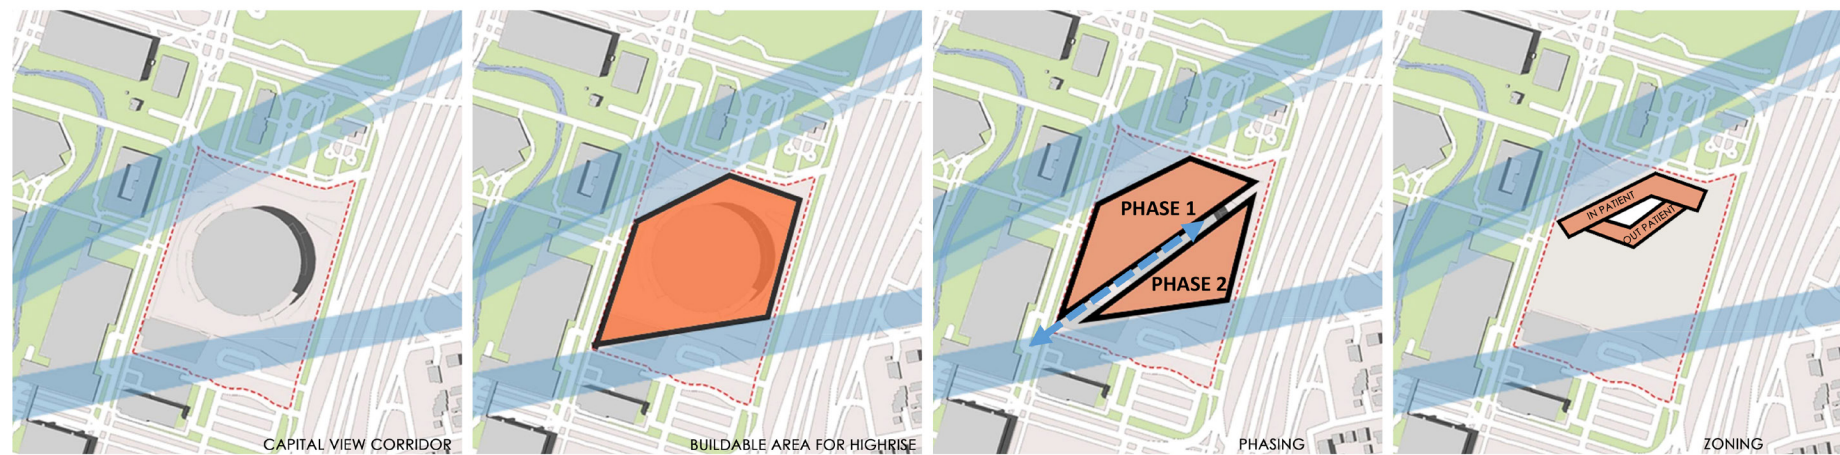 CAPITAL VIEW CORRIDOR
BUILDABLE AREA FOR HIGHRISE
PHASE 1
PHASE 2
PHASING
IN PATIENT
OUT PATIENT
ZONING